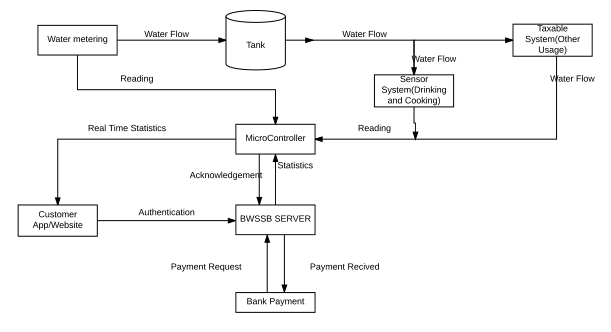 Water metering
Water Flow
Tank
Water Flow
Taxable
System(Other
Usage)
Water Flow
Sensor
System(Drinking
and Cooking)
Water Flow
Reading
Real Time Statistics
MicroController
Reading
Acknowledgement
Statistics
Customer
App/Website
Authentication
BWSSB SERVER
Payment Request
Payment Recived
Bank Payment